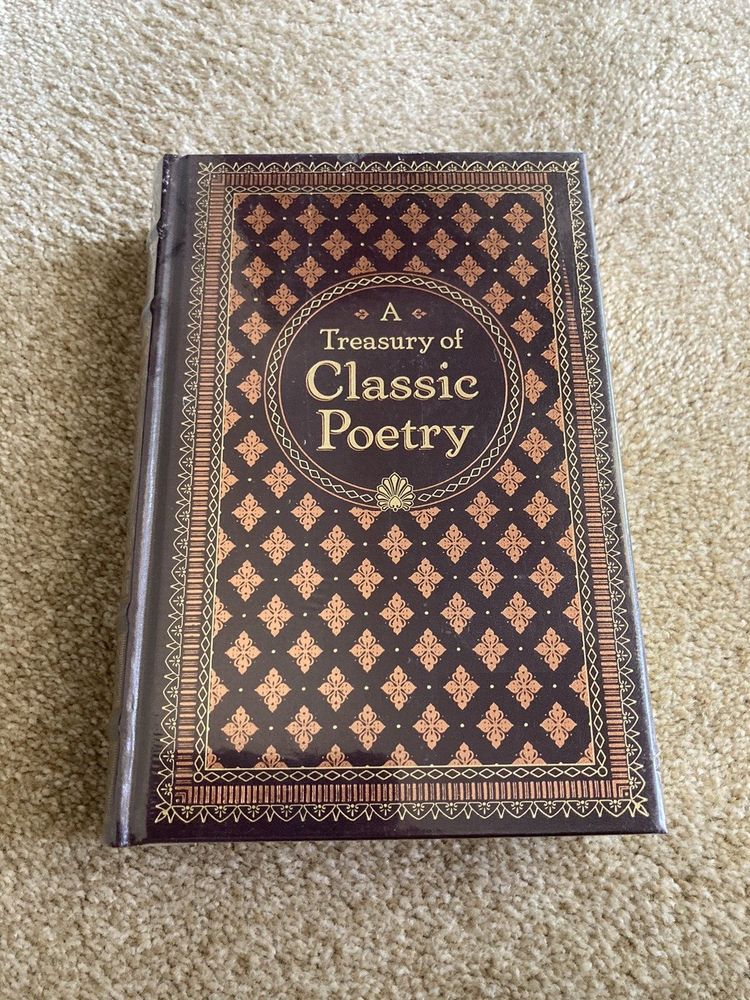 A
Treasury of
Classic
Poetry